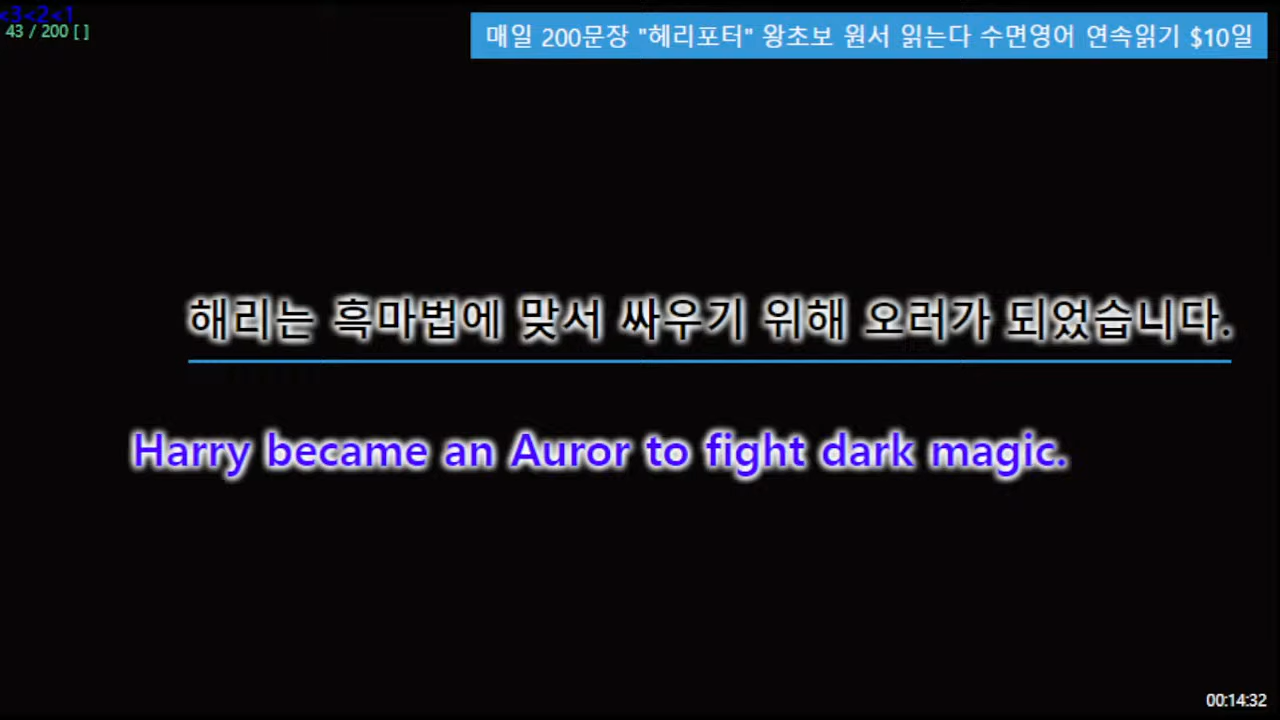 <3<2<1
43 / 200 [ ]
매일 200문장 "헤리포터" 왕초보 원서 읽는다 수면영어 연속읽기 $10일
해리는 흑마법에 맞서 싸우기 위해 오러가 되었습니다.
Harry became an Auror to fight dark magic.
00:14:32